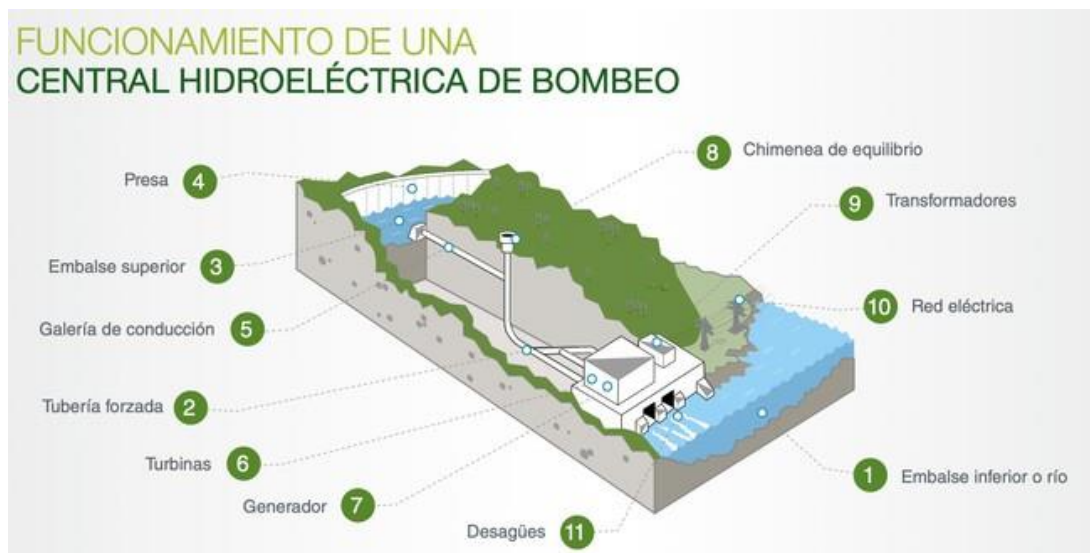 FUNCIONAMIENTO DE UNA
CENTRAL HIDROELÉCTRICA DE BOMBEO
8 Chimenea de equilibrio
Presa 4
9 Transformadores
Embalse superior 3
10 Red eléctrica
Galería de conducción 5
Tubería forzada 2
Turbinas 6
1 Embalse inferior o río
Generador 7
Desagües 11